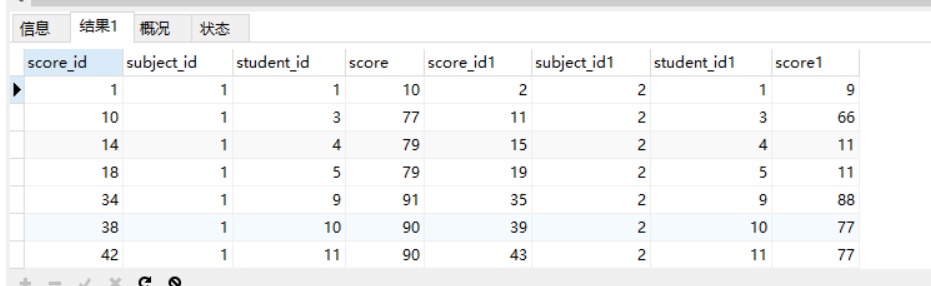 信息 结果1 概况 状态
score_id subject_id student_id score score_id1 subject_id1 student_id1 score1
1 1 1 10 2 2 1 9
10 1 3 77 11 2 3 66
14 1 4 79 15 2 4 11
18 1 5 79 19 2 5 11
34 1 9 91 35 2 9 88
38 1 10 90 39 2 10 77
42 1 11 90 43 2 11 77